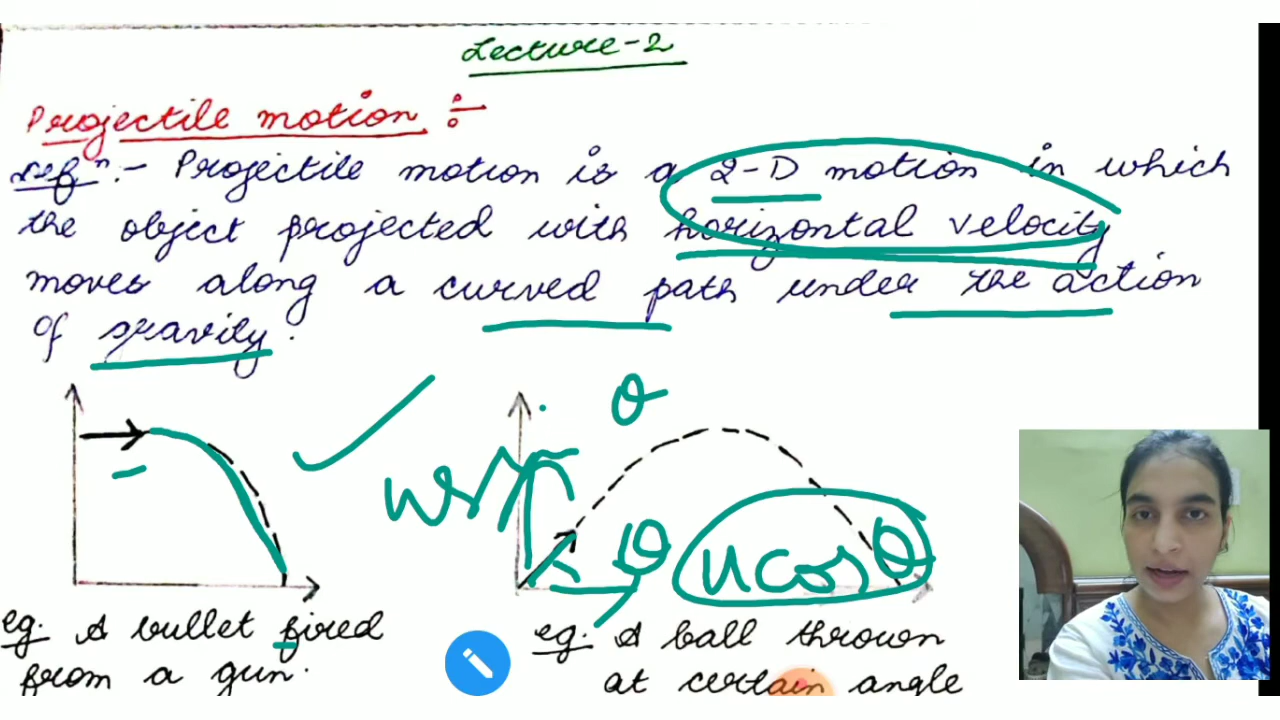 Lecture-2
Projectile motion ÷
Defⁿ:- Projectile motion is a 2-D motion in which
the object projected with horizontal velocity
moves along a curved path under the action
of gravity.
θ
θ
u cos θ
eg. A bullet fired
from a gun.
eg. A ball thrown
at certain angle